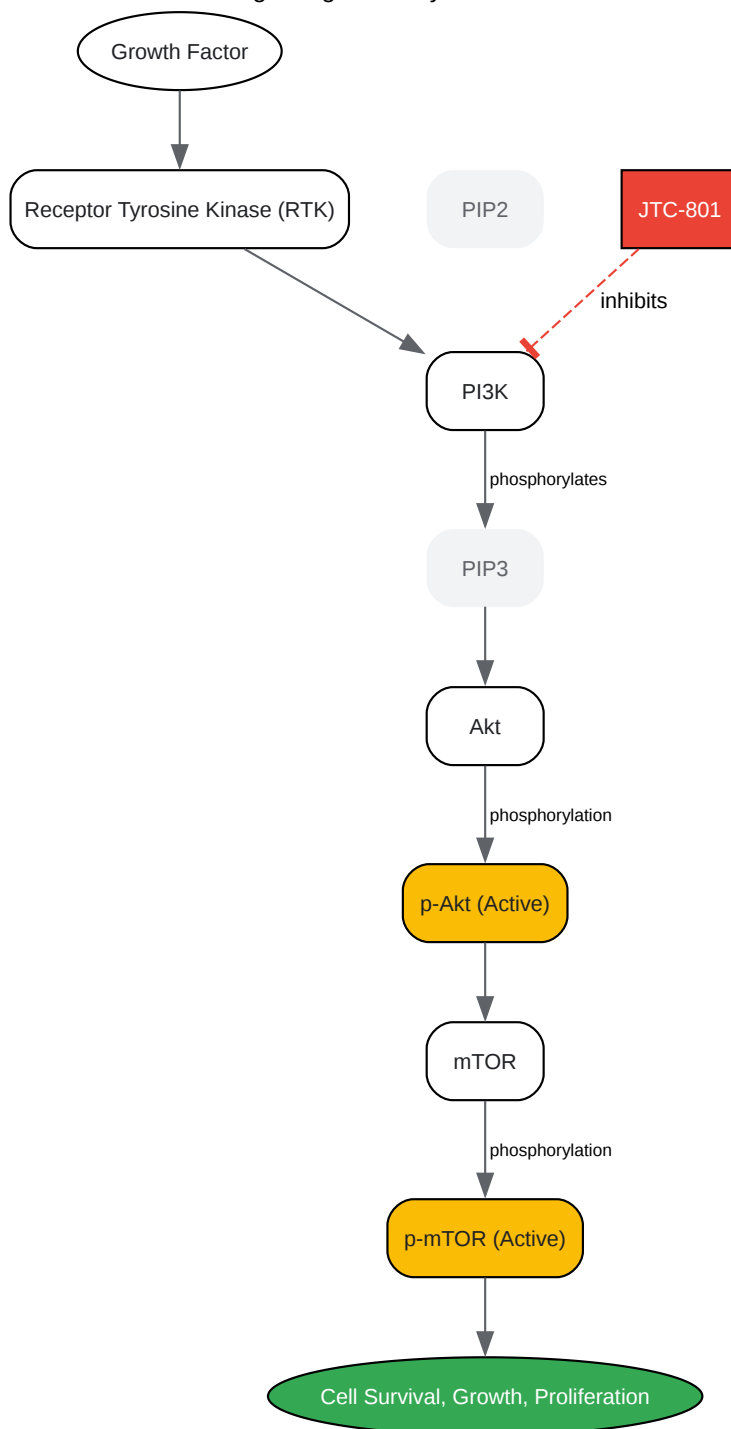 Growth Factor
Receptor Tyrosine Kinase (RTK)
PIP2
JTC-801
inhibits
PI3K
phosphorylates
PIP3
Akt
phosphorylation
p-Akt (Active)
mTOR
phosphorylation
p-mTOR (Active)
Cell Survival, Growth, Proliferation